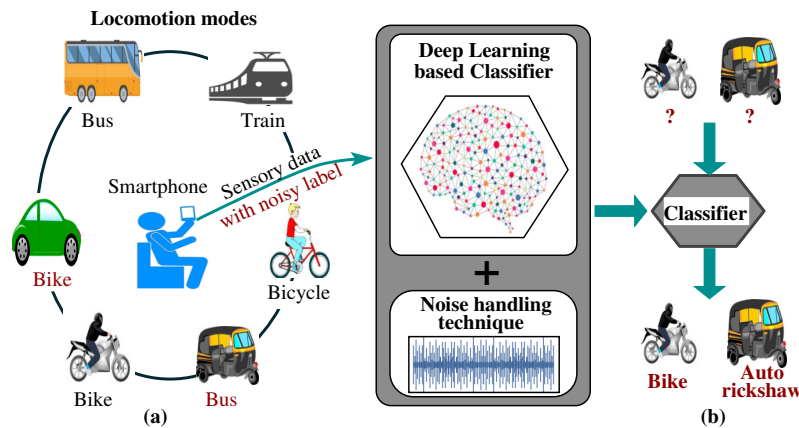 Locomotion modes
Bus
Train
Smartphone
Sensory data
with noisy label
Bike
Bicycle
Bike
Bus
(a)
Deep Learning
based Classifier
+
Noise handling
technique
?
?
Classifier
Bike
Auto
rickshaw
(b)